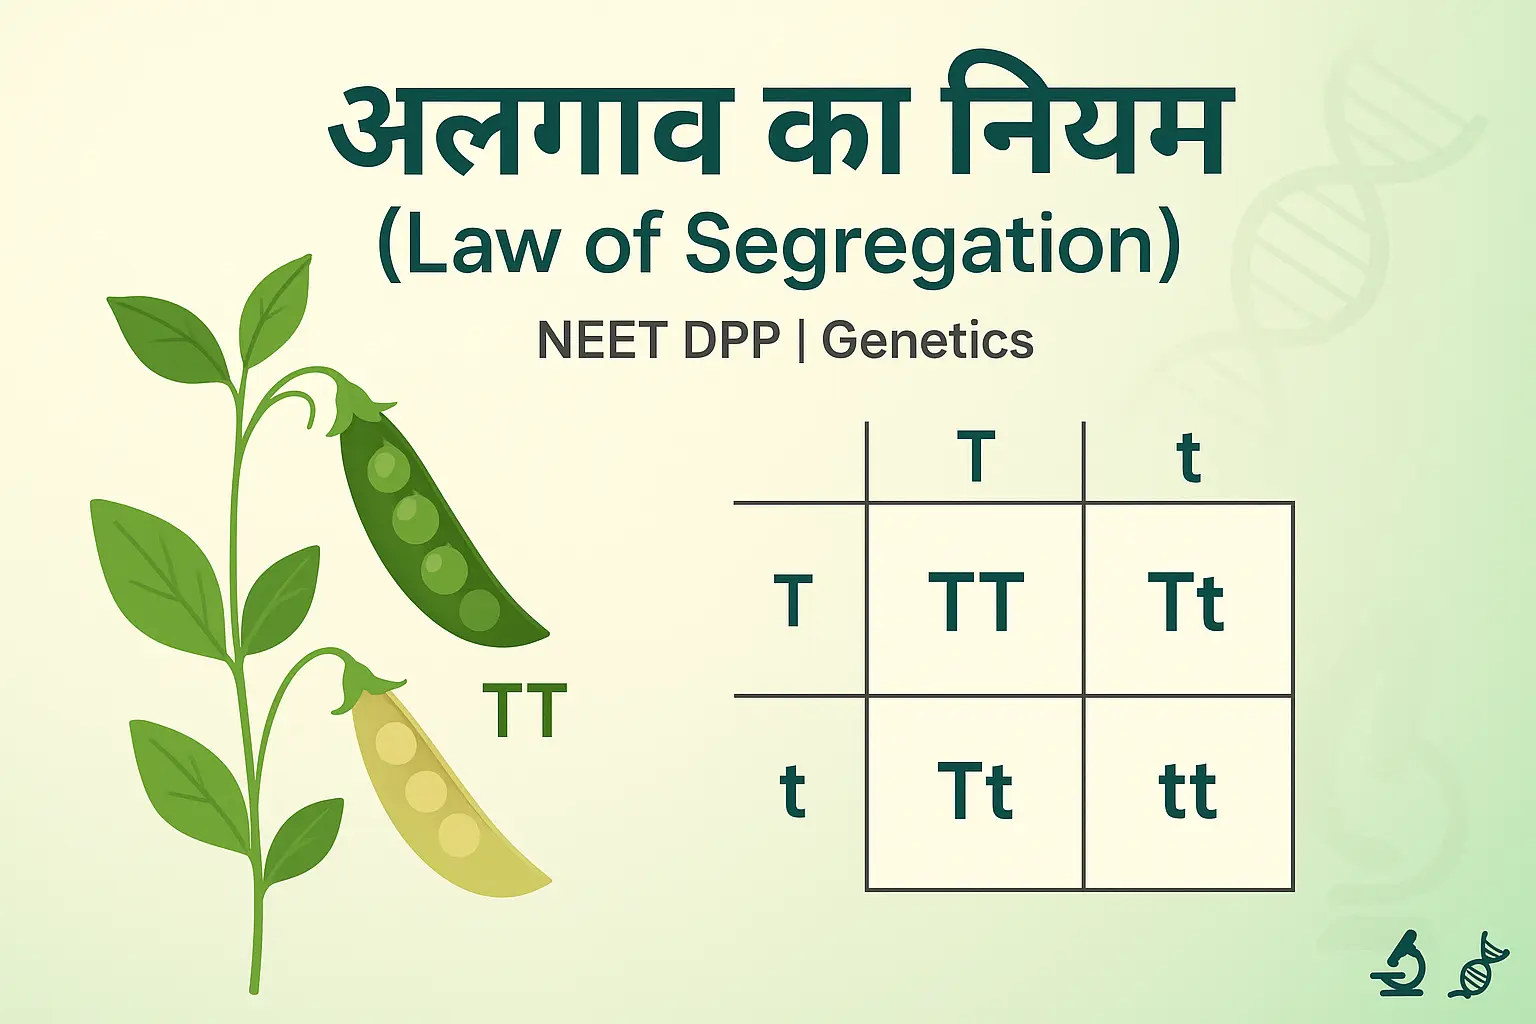 अलगाव का नियम
(Law of Segregation)
NEET DPP | Genetics
T t
T TT Tt
TT
t Tt tt